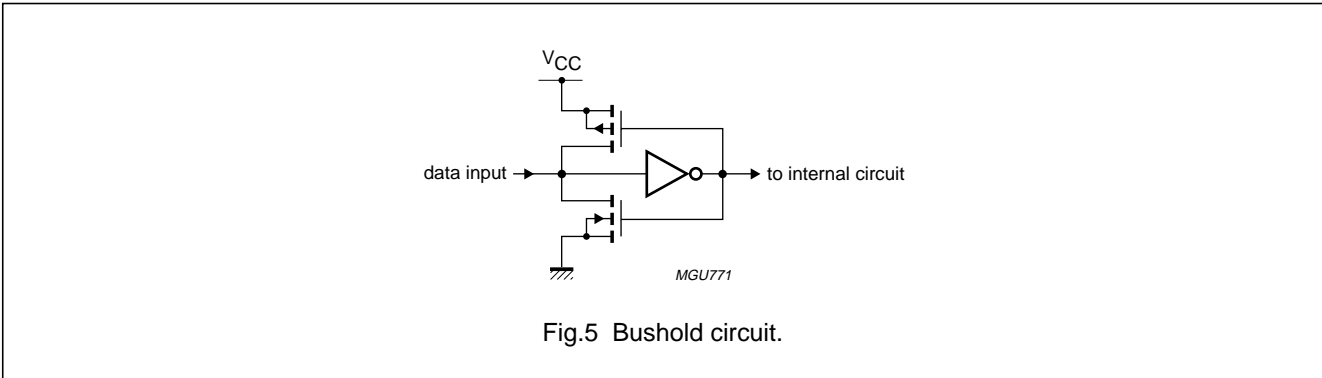 VCC
data input
to internal circuit
MGU771
Fig.5 Bushold circuit.